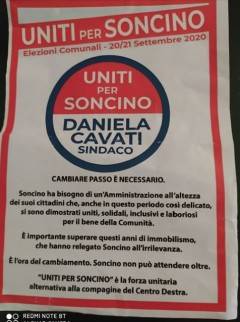 UNITI PER SONCINO
Elezioni Comunali - 20/21 Settembre 2020
UNITI
PER
SONCINO
DANIELA
CAVATI
SINDACO
CAMBIARE PASSO È NECESSARIO.
Soncino ha bisogno di un'Amministrazione all'altezza
dei suoi cittadini che, anche in questo periodo così delicato,
si sono dimostrati uniti, solidali, inclusivi e laboriosi
per il bene della Comunità.
È importante superare questi anni di immobilismo,
che hanno relegato Soncino all'irrilevanza.
È l'ora del cambiamento. Soncino non può attendere oltre.
"UNITI PER SONCINO" è la forza unitaria
alternativa alla compagine del Centro Destra.
REDMI NOTE 8T